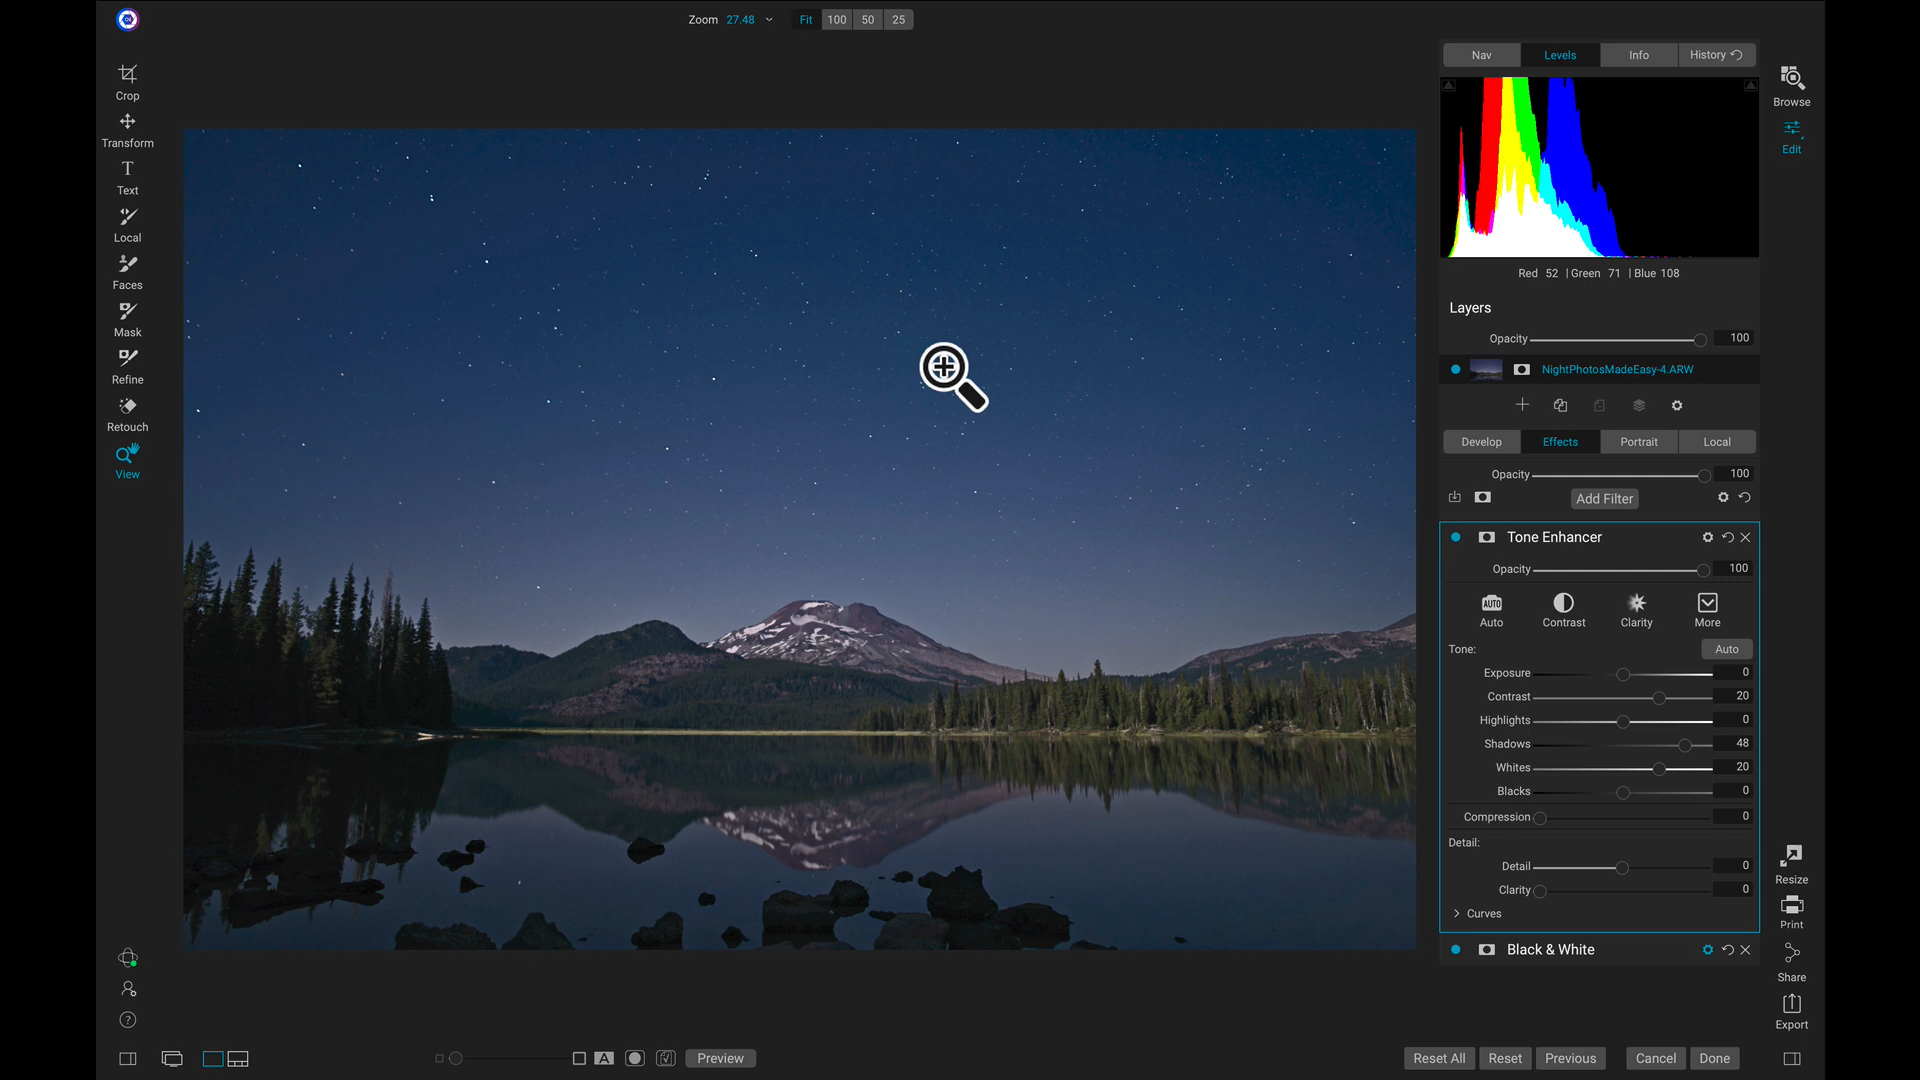 Zoom 27.48 Fit 100 50 25
Crop
Transform
Text
Local
Faces
Mask
Refine
Retouch
View
Nav Levels Info History
Red 52 | Green 71 | Blue 108
Layers
Opacity 100
NightPhotosMadeEasy-4.ARW
Develop Effects Portrait Local
Opacity 100
Add Filter
Tone Enhancer
Opacity 100
AUTO
Auto Contrast Clarity More
Tone: Auto
Exposure 0
Contrast 20
Highlights 0
Shadows 48
Whites 20
Blacks 0
Compression 0
Detail:
Detail 0
Clarity 0
Curves
Black & White
Browse
Edit
Resize
Print
Share
Export
?
A
Preview
Reset All Reset Previous Cancel Done